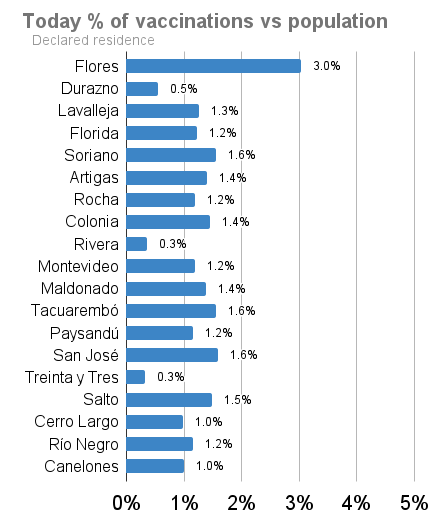 Today % of vaccinations vs population
Declared residence
Flores 3.0%
Durazno 0.5%
Lavalleja 1.3%
Florida 1.2%
Soriano 1.6%
Artigas 1.4%
Rocha 1.2%
Colonia 1.4%
Rivera 0.3%
Montevideo 1.2%
Maldonado 1.4%
Tacuarembó 1.6%
Paysandú 1.2%
San José 1.6%
Treinta y Tres 0.3%
Salto 1.5%
Cerro Largo 1.0%
Río Negro 1.2%
Canelones 1.0%
0% 1% 2% 3% 4% 5%